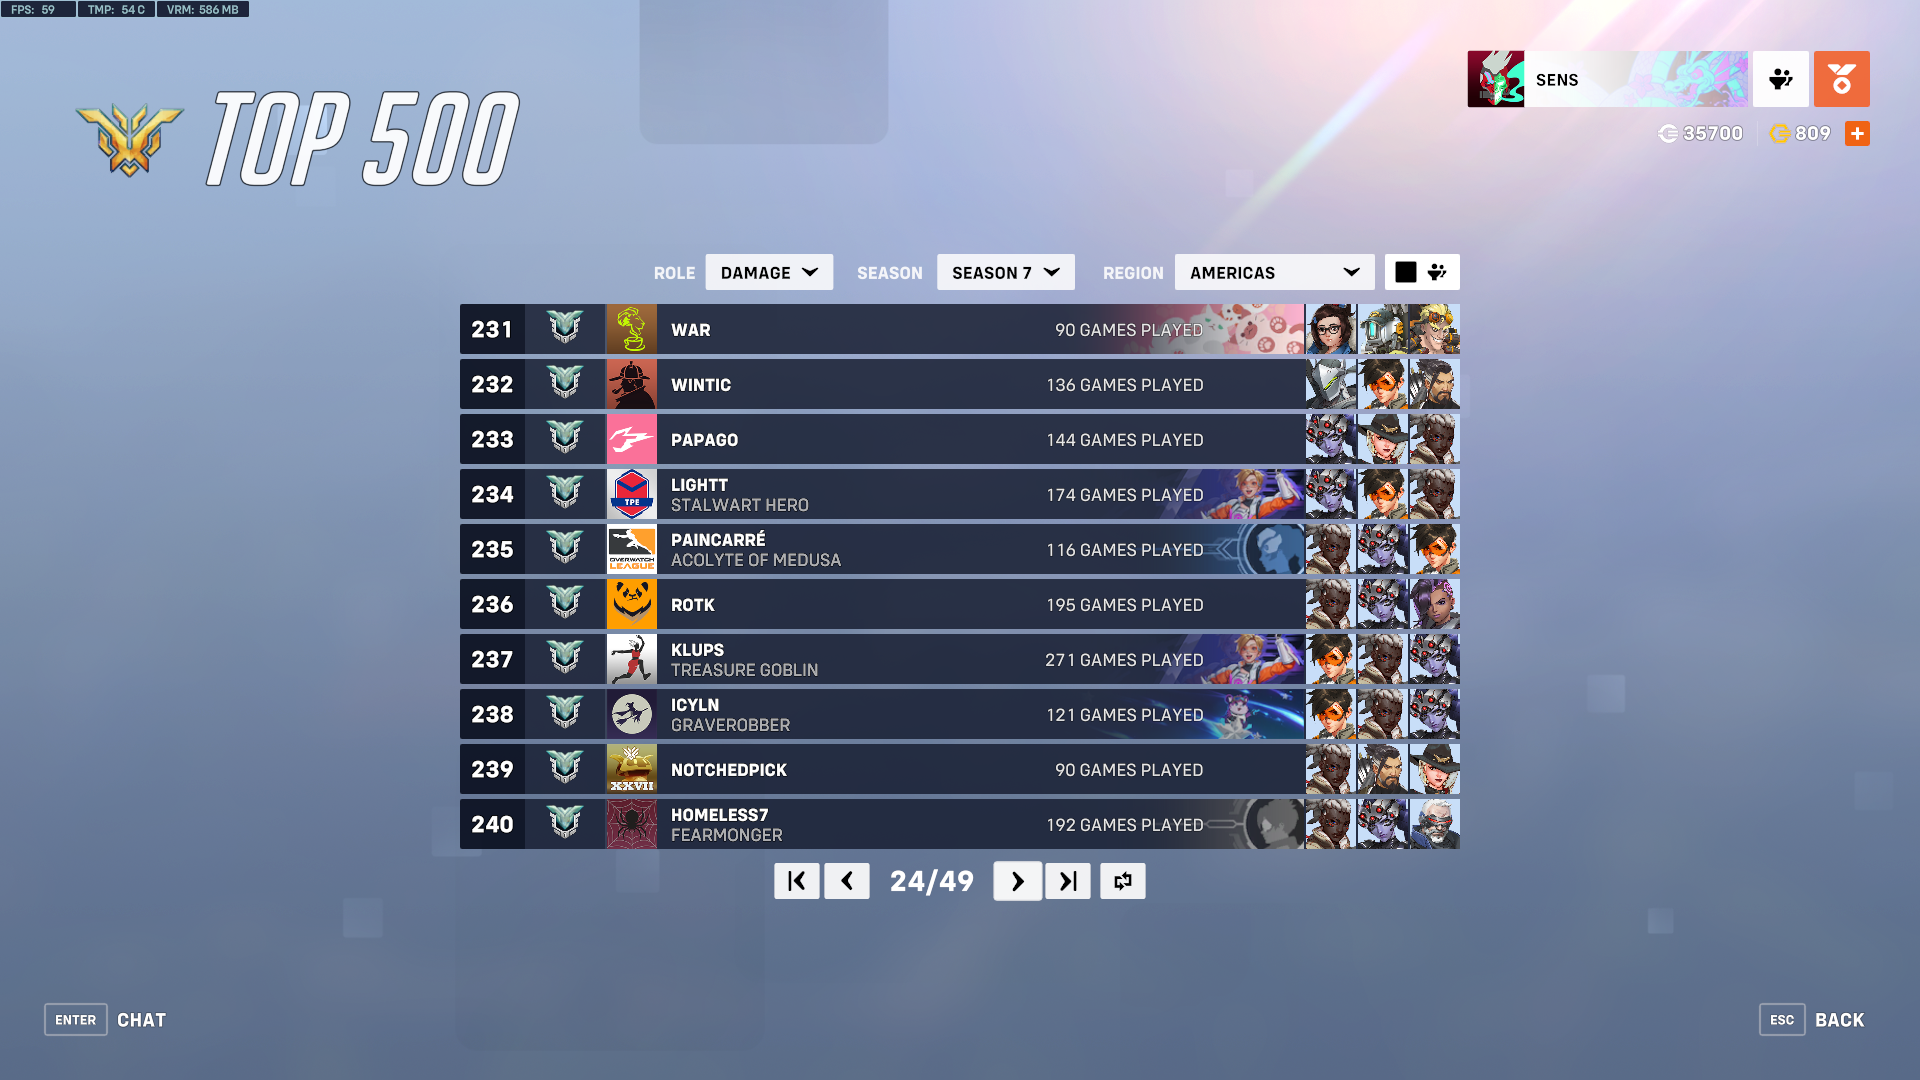 FPS: 59 TMP: 54 C VRM: 586 MB
TOP 500
SENS
35700 809
ROLE DAMAGE SEASON SEASON 7 REGION AMERICAS
231 WAR 90 GAMES PLAYED
232 WINTIC 136 GAMES PLAYED
233 PAPAGO 144 GAMES PLAYED
234 TPE LIGHTT 174 GAMES PLAYED
STALWART HERO
235 OVERWATCH LEAGUE PAINCARRÉ 116 GAMES PLAYED
ACOLYTE OF MEDUSA
236 ROTK 195 GAMES PLAYED
237 KLUPS 271 GAMES PLAYED
TREASURE GOBLIN
238 ICYLN 121 GAMES PLAYED
GRAVEROBBER
239 XXVII NOTCHEDPICK 90 GAMES PLAYED
240 HOMELESS7 192 GAMES PLAYED
FEARMONGER
24/49
ENTER CHAT
ESC BACK